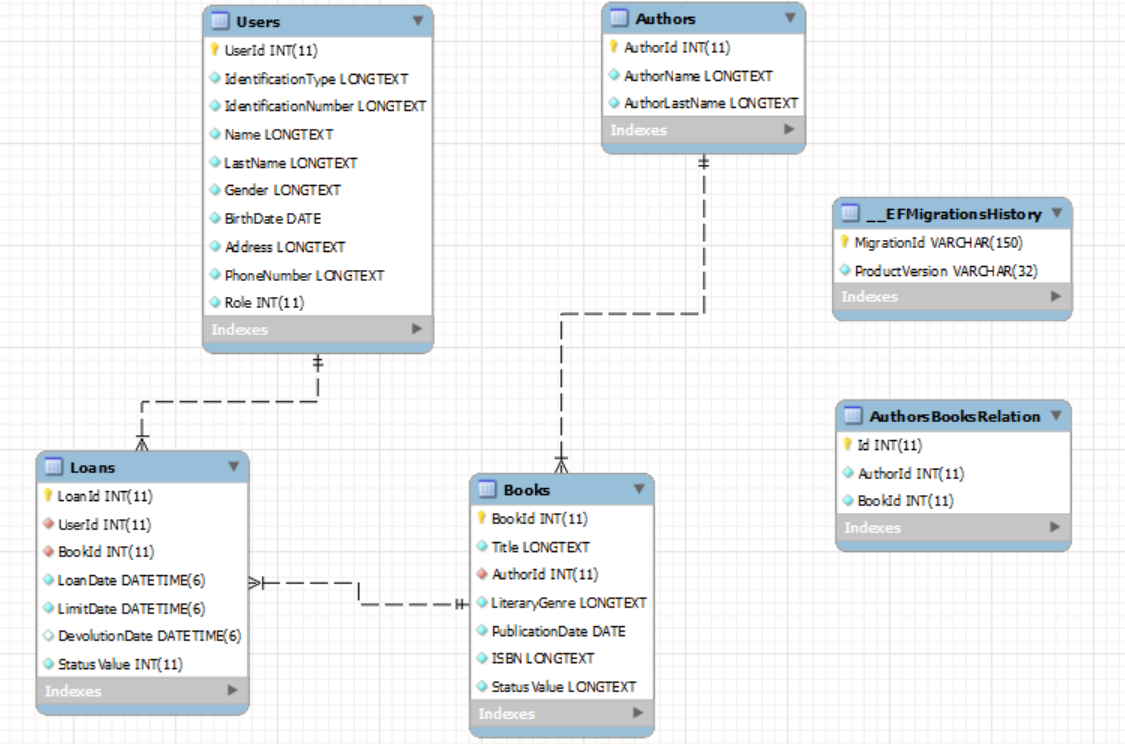 Users
UserId INT(11)
IdentificationType LONGTEXT
IdentificationNumber LONGTEXT
Name LONGTEXT
LastName LONGTEXT
Gender LONGTEXT
BirthDate DATE
Address LONGTEXT
PhoneNumber LONGTEXT
Role INT(11)
Indexes
Authors
AuthorId INT(11)
AuthorName LONGTEXT
AuthorLastName LONGTEXT
Indexes
__EFMigrationsHistory
MigrationId VARCHAR(150)
ProductVersion VARCHAR(32)
Indexes
AuthorsBooksRelation
Id INT(11)
AuthorId INT(11)
BookId INT(11)
Indexes
Loans
LoanId INT(11)
UserId INT(11)
BookId INT(11)
LoanDate DATETIME(6)
LimitDate DATETIME(6)
DevolutionDate DATETIME(6)
StatusValue INT(11)
Indexes
Books
BookId INT(11)
Title LONGTEXT
AuthorId INT(11)
LiteraryGenre LONGTEXT
PublicationDate DATE
ISBN LONGTEXT
StatusValue LONGTEXT
Indexes